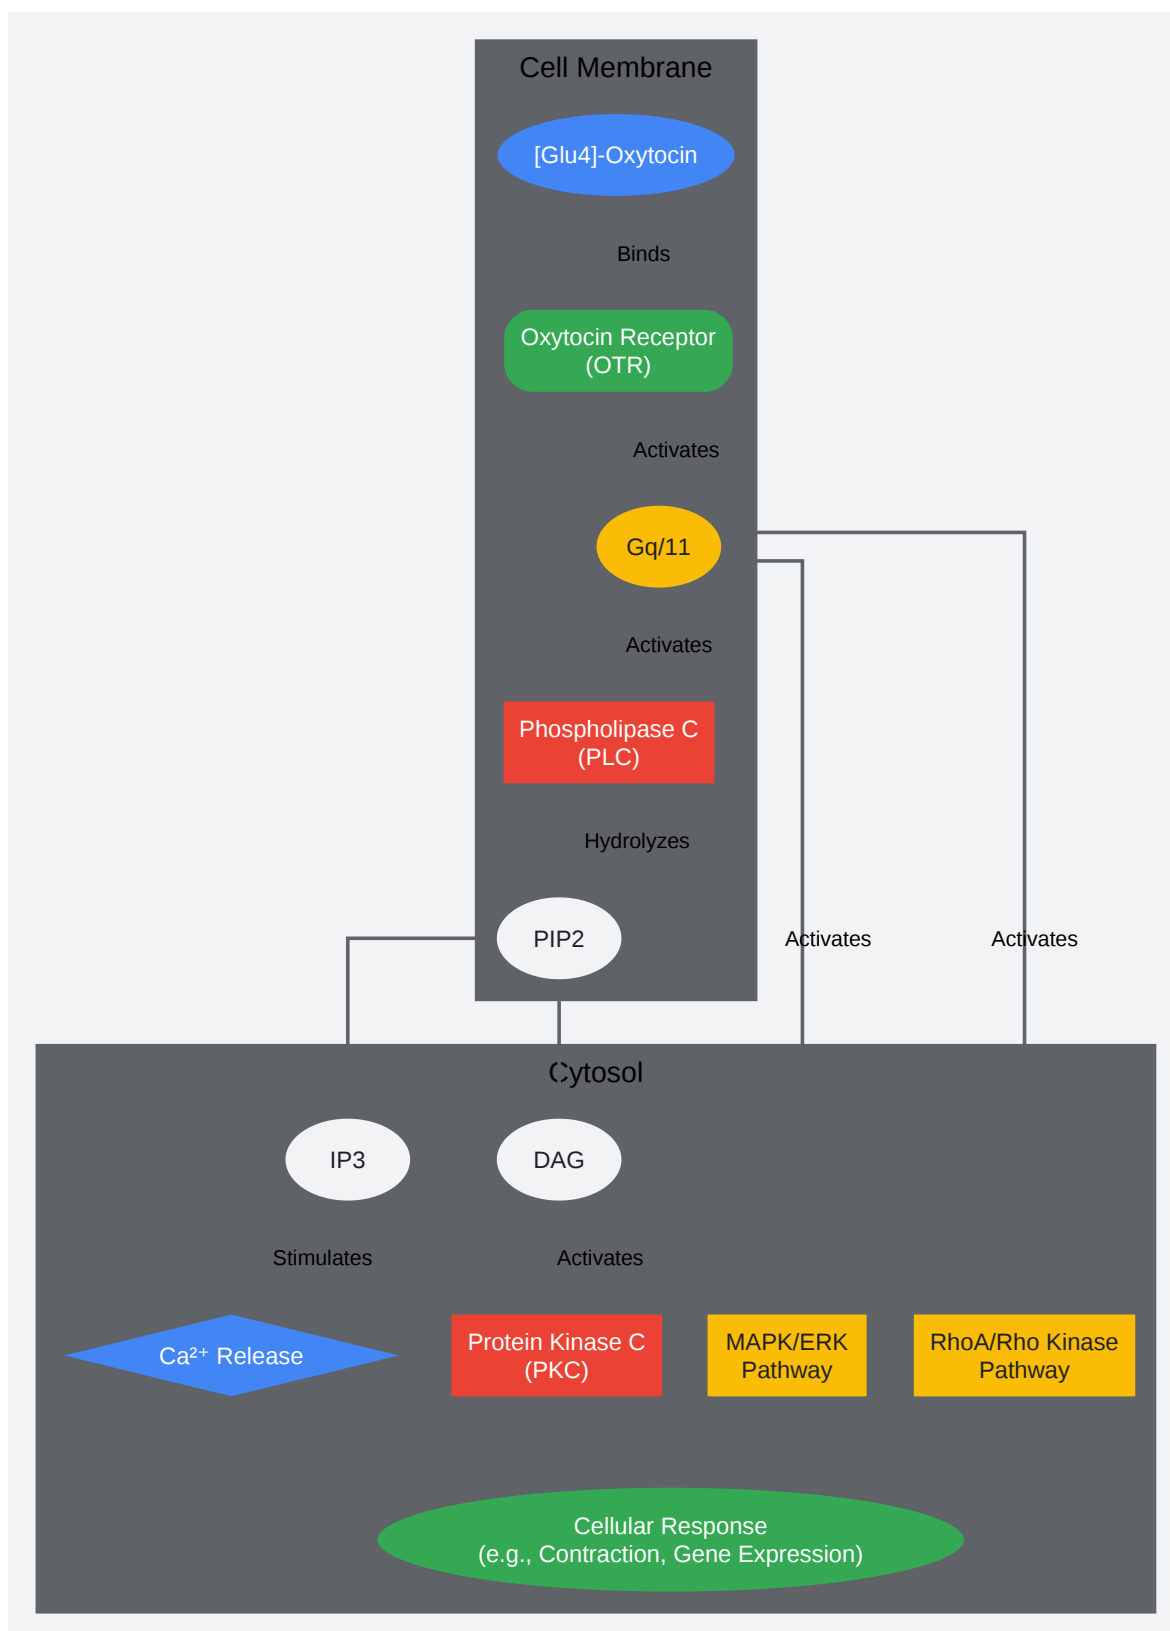 Cell Membrane
[Glu4]-Oxytocin
Binds
Oxytocin Receptor
(OTR)
Activates
Gq/11
Activates
Phospholipase C
(PLC)
Hydrolyzes
PIP2
Activates
Activates
Cytosol
IP3
DAG
Stimulates
Activates
Ca²⁺ Release
Protein Kinase C
(PKC)
MAPK/ERK
Pathway
RhoA/Rho Kinase
Pathway
Cellular Response
(e.g., Contraction, Gene Expression)